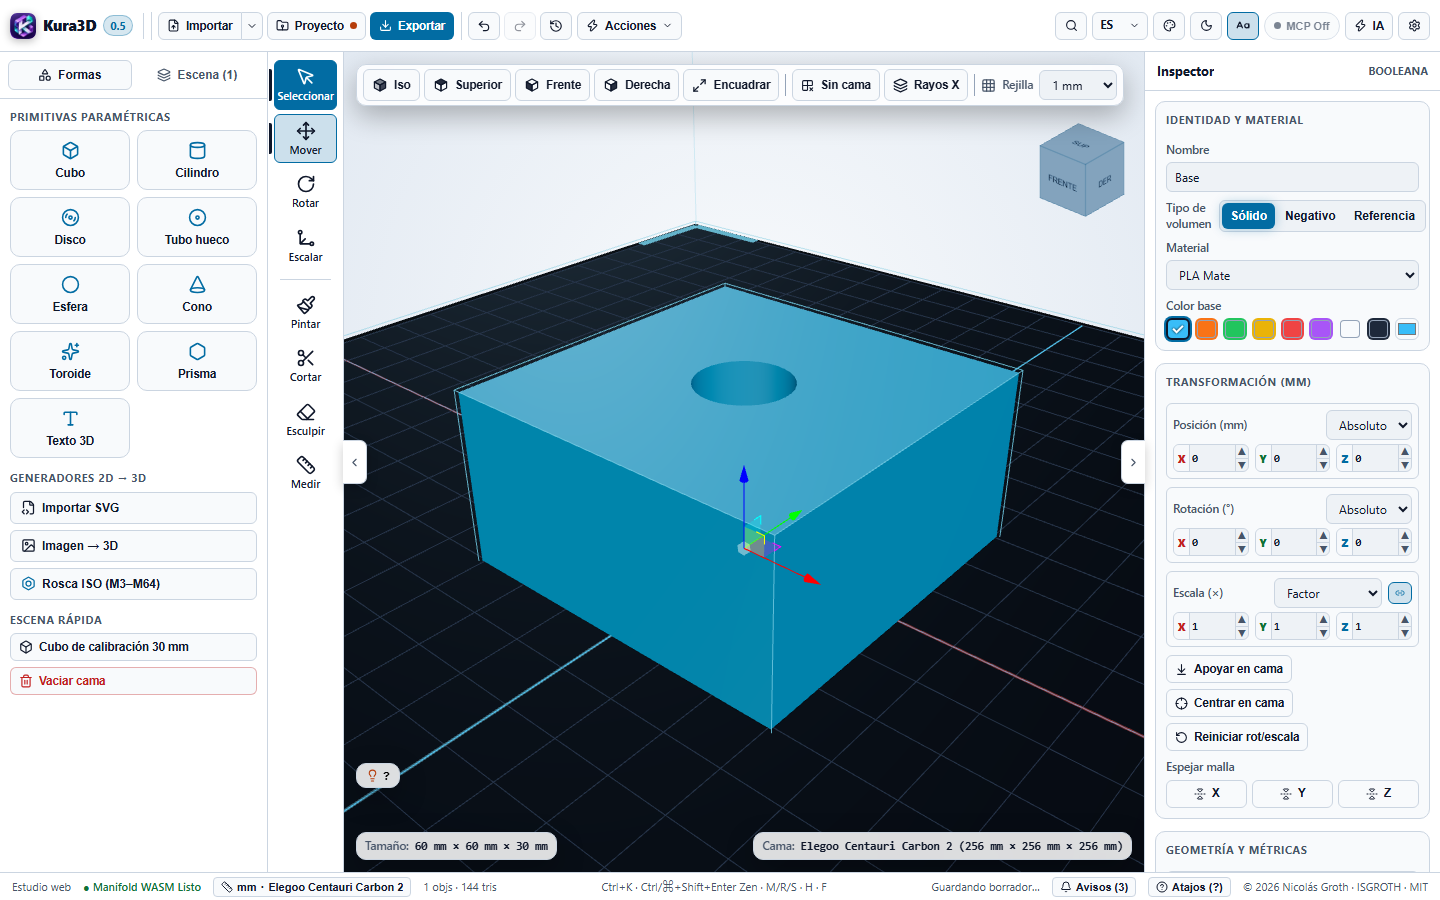 Kura3D 0.5 Importar Proyecto Exportar Acciones ES Aa MCP Off IA
Formas Escena (1)
PRIMITIVAS PARAMÉTRICAS
Cubo Cilindro
Disco Tubo hueco
Esfera Cono
Toroide Prisma
Texto 3D
GENERADORES 2D → 3D
Importar SVG
Imagen → 3D
Rosca ISO (M3–M64)
ESCENA RÁPIDA
Cubo de calibración 30 mm
Vaciar cama
Seleccionar
Mover
Rotar
Escalar
Pintar
Cortar
Esculpir
Medir
Iso Superior Frente Derecha Encuadrar Sin cama Rayos X Rejilla 1 mm
SUP
FRENTE DER
?
Tamaño: 60 mm × 60 mm × 30 mm
Cama: Elegoo Centauri Carbon 2 (256 mm × 256 mm × 256 mm)
Inspector BOOLEANA
IDENTIDAD Y MATERIAL
Nombre
Base
Tipo de volumen Sólido Negativo Referencia
Material
PLA Mate
Color base
TRANSFORMACIÓN (MM)
Posición (mm) Absoluto
X 0 Y 0 Z 0
Rotación (°) Absoluto
X 0 Y 0 Z 0
Escala (×) Factor
X 1 Y 1 Z 1
Apoyar en cama
Centrar en cama
Reiniciar rot/escala
Espejar malla
X Y Z
GEOMETRÍA Y MÉTRICAS
Estudio web Manifold WASM Listo mm · Elegoo Centauri Carbon 2 1 objs · 144 tris Ctrl+K · Ctrl/⌘+Shift+Enter Zen · M/R/S · H · F Guardando borrador... Avisos (3) Atajos (?) © 2026 Nicolás Groth · ISGROTH · MIT